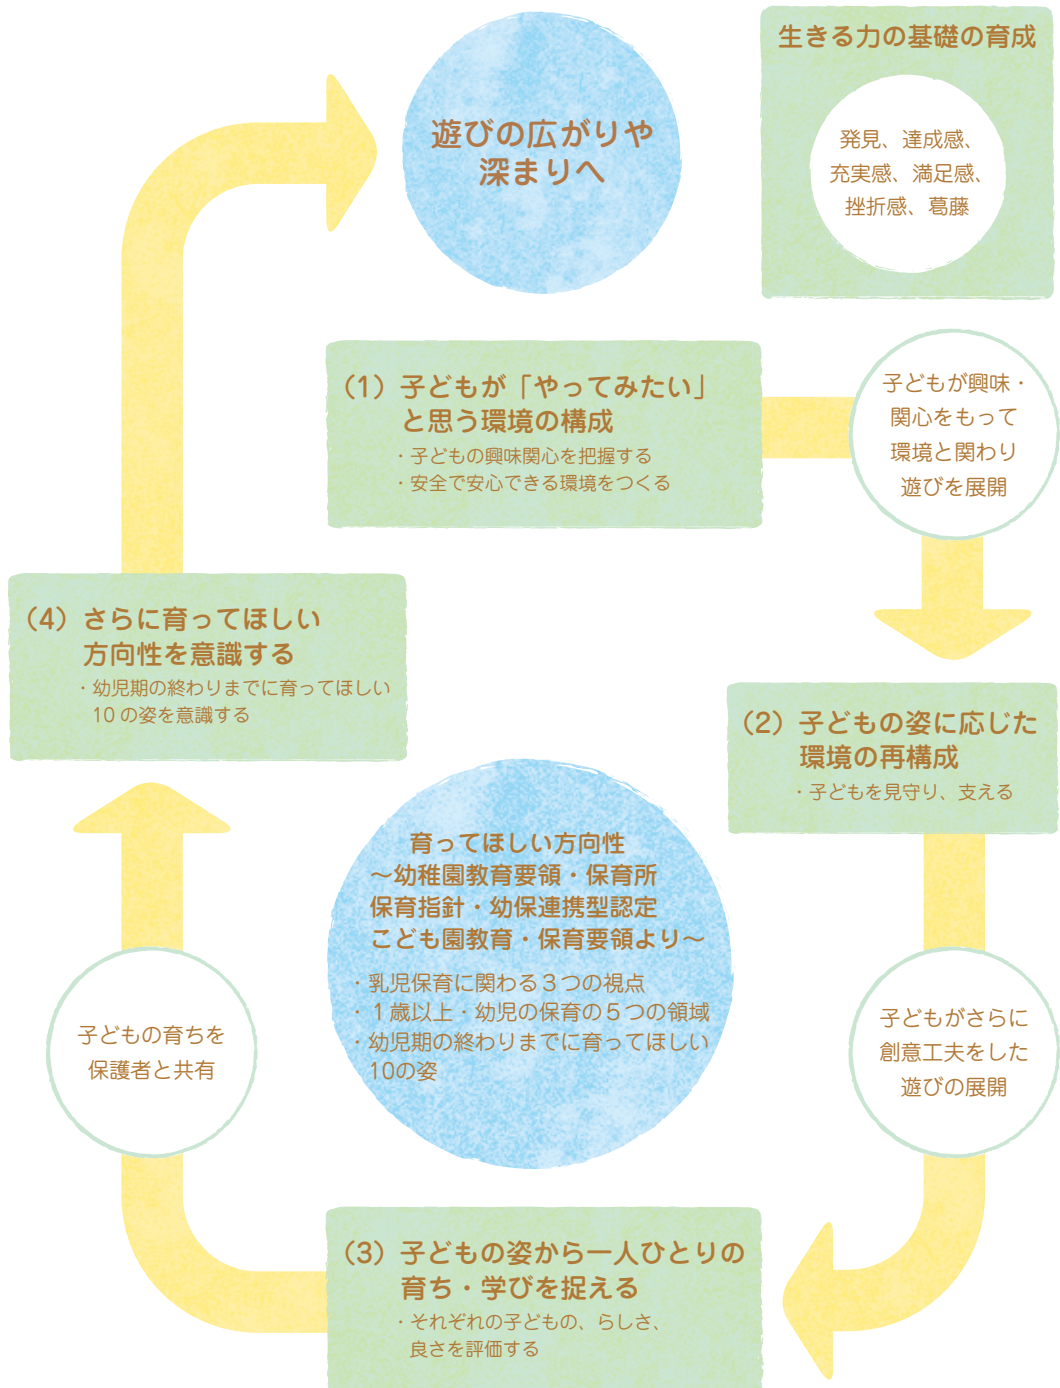 遊びの広がりや
深まりへ
生きる力の基礎の育成
発見、達成感、
充実感、満足感、
挫折感、葛藤
（1）子どもが「やってみたい」
と思う環境の構成
・子どもの興味関心を把握する
・安全で安心できる環境をつくる
子どもが興味・
関心をもって
環境と関わり
遊びを展開
（2）子どもの姿に応じた
環境の再構成
・子どもを見守り、支える
子どもがさらに
創意工夫をした
遊びの展開
（3）子どもの姿から一人ひとりの
育ち・学びを捉える
・それぞれの子どもの、らしさ、
良さを評価する
子どもの育ちを
保護者と共有
（4）さらに育ってほしい
方向性を意識する
・幼児期の終わりまでに育ってほしい
10 の姿を意識する
育ってほしい方向性
～幼稚園教育要領・保育所
保育指針・幼保連携型認定
こども園教育・保育要領より～
・乳児保育に関わる３つの視点
・１歳以上・幼児の保育の５つの領域
・幼児期の終わりまでに育ってほしい
10の姿